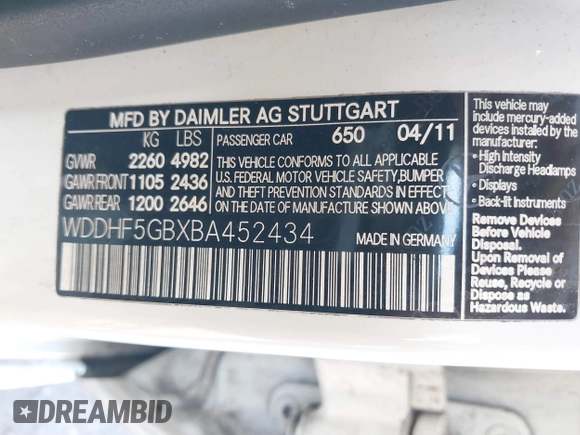 MFD BY DAIMLER AG STUTTGART
KG LBS PASSENGER CAR 650 04/11
GVWR 2260 4982
GAWR FRONT 1105 2436
GAWR REAR 1200 2646
THIS VEHICLE CONFORMS TO ALL APPLICABLE
U.S. FEDERAL MOTOR VEHICLE SAFETY, BUMPER
AND THEFT PREVENTION STANDARDS IN EFFECT
ON THE DATE OF MANUFACTURE SHOWN ABOVE.
WDDHF5GBXBA452434 MADE IN GERMANY
This vehicle may
include mercury-added
devices installed by the
manufacturer:
• High Intensity
Discharge Headlamps
• Displays
• Back-lit Instruments
Remove Devices
Before Vehicle
Disposal.
Upon Removal of
Devices Please
Reuse, Recycle or
Dispose as
Hazardous Waste.
DREAMBID